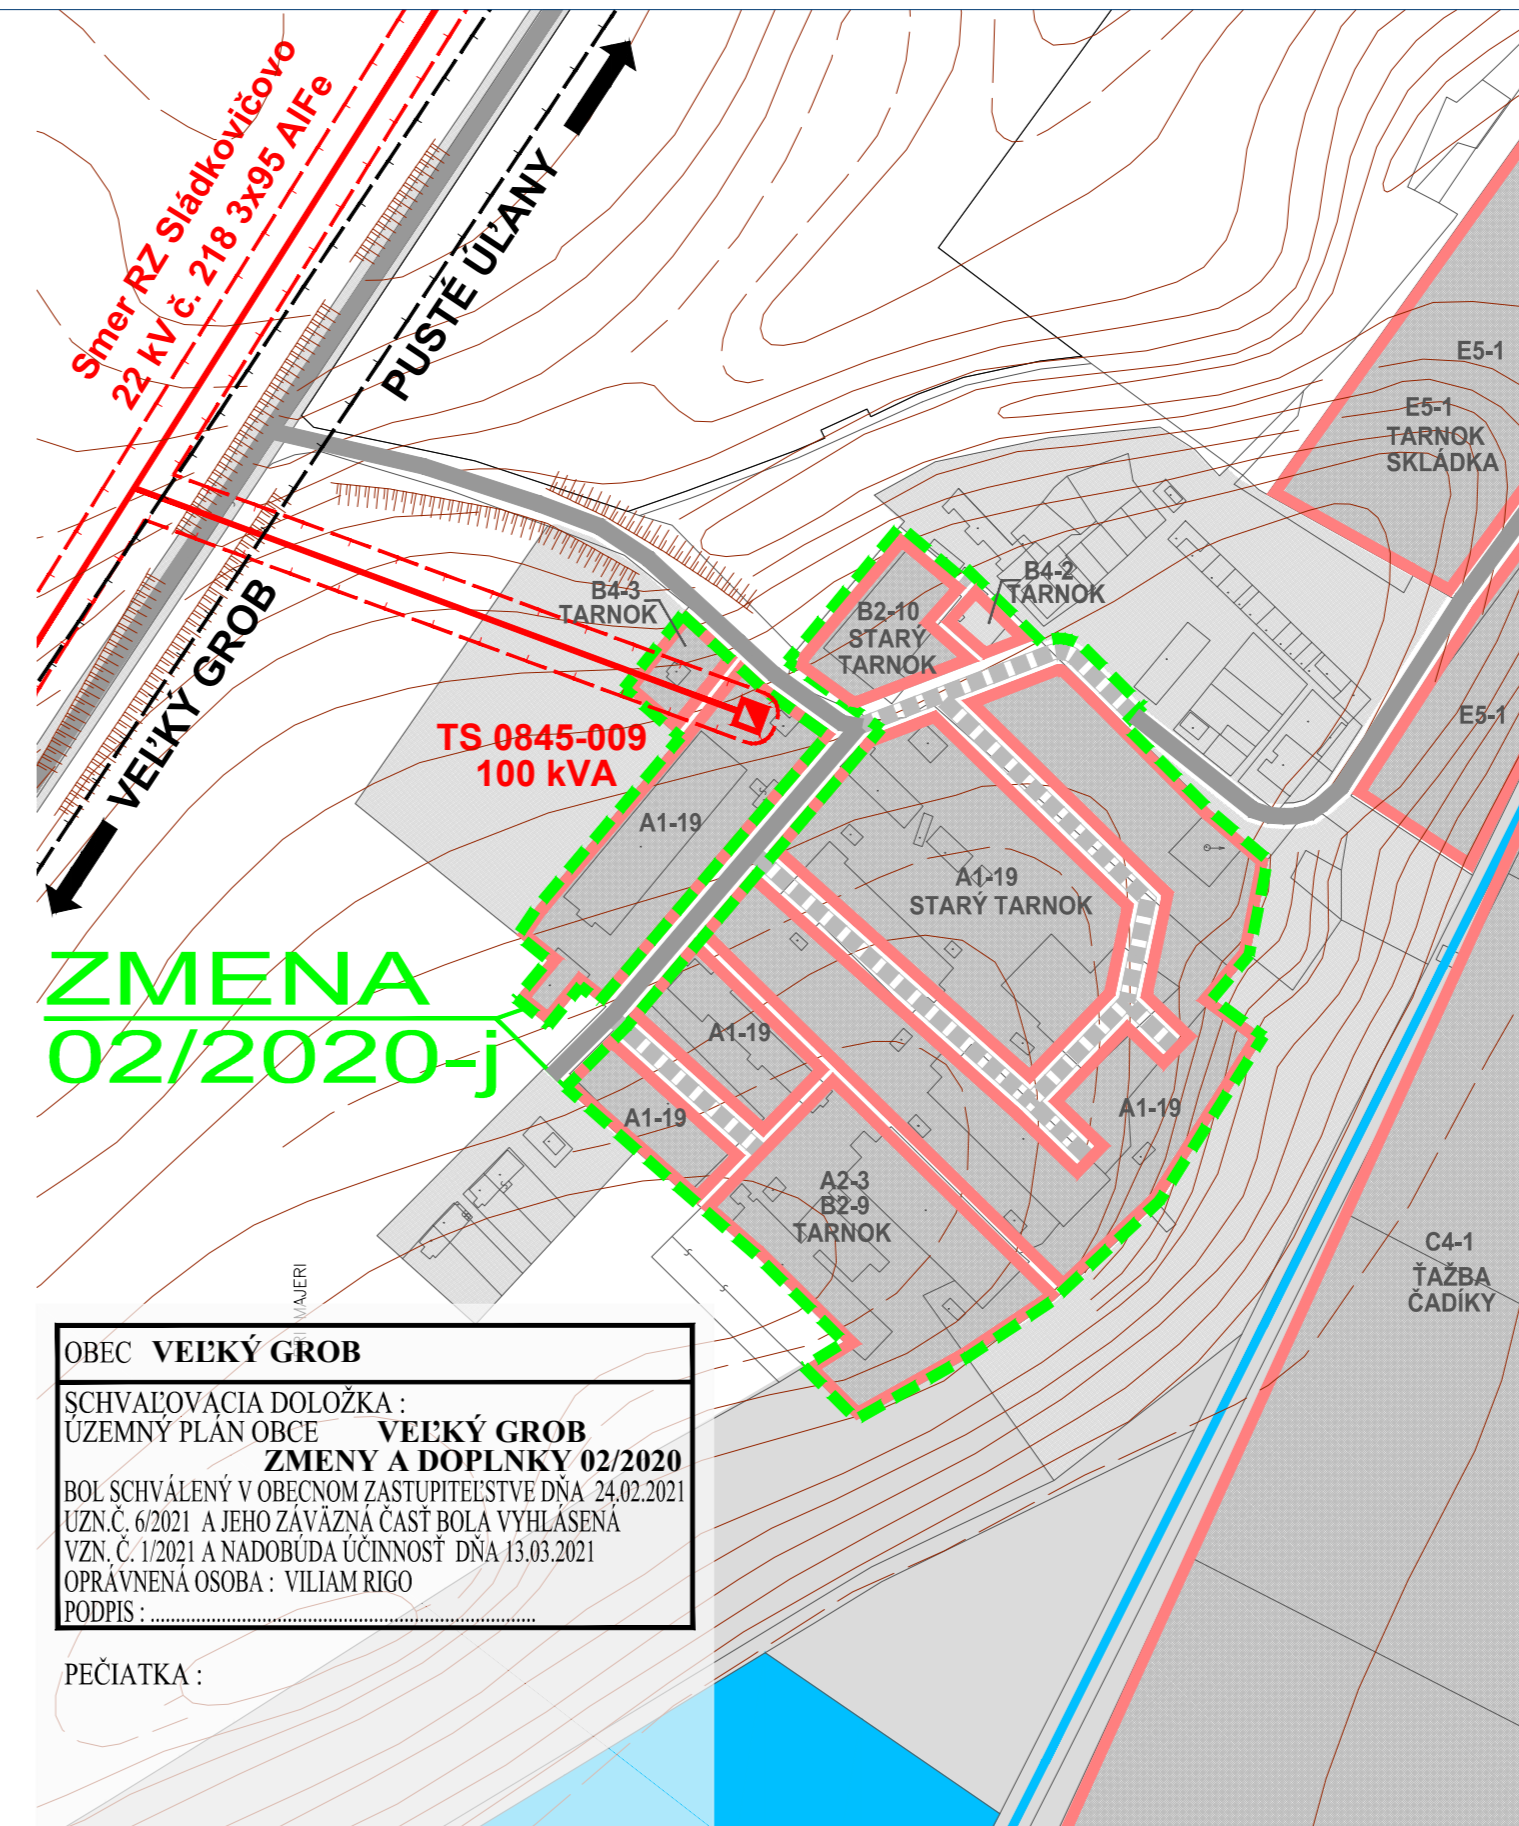 Smer RZ Sládkovičovo
22 kV č. 218 3x95 AlFe
PUSTÉ ÚĽANY
VEĽKÝ GROB
E5-1
E5-1
TARNOK
SKLÁDKA
B4-3
TARNOK
B4-2
TARNOK
B2-10
STARÝ
TARNOK
E5-1
TS 0845-009
100 kVA
A1-19
A1-19
STARÝ TARNOK
ZMENA
02/2020-j
A1-19
A1-19
A1-19
A2-3
B2-9
TARNOK
C4-1
ŤAŽBA
ČADÍKY
MAJERI
OBEC VEĽKÝ GROB
SCHVAĽOVACIA DOLOŽKA :
ÚZEMNÝ PLÁN OBCE VEĽKÝ GROB
ZMENY A DOPLNKY 02/2020
BOL SCHVÁLENÝ V OBECNOM ZASTUPITEĽSTVE DŇA 24.02.2021
UZN.Č. 6/2021 A JEHO ZÁVÄZNÁ ČASŤ BOLA VYHLÁSENÁ
VZN. Č. 1/2021 A NADOBÚDA ÚČINNOSŤ DŇA 13.03.2021
OPRÁVNENÁ OSOBA : VILIAM RIGO
PODPIS : ........................................................................
PEČIATKA :